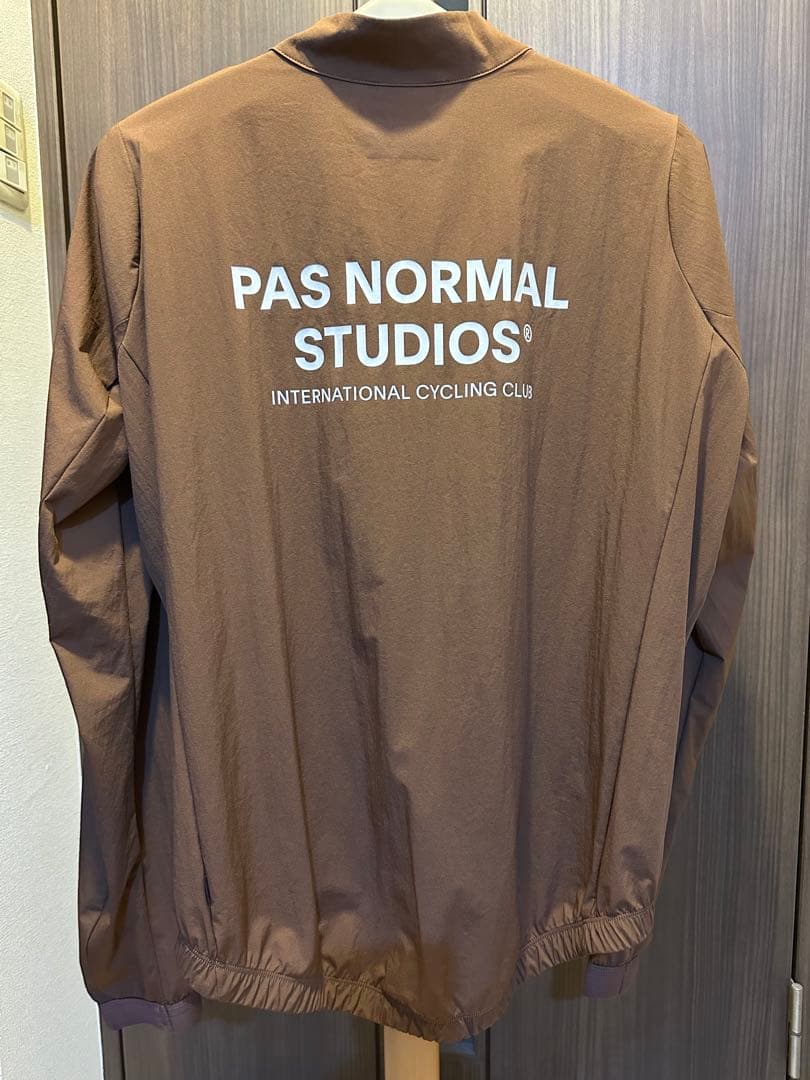 PAS NORMAL
STUDIOS®
INTERNATIONAL CYCLING CLUB